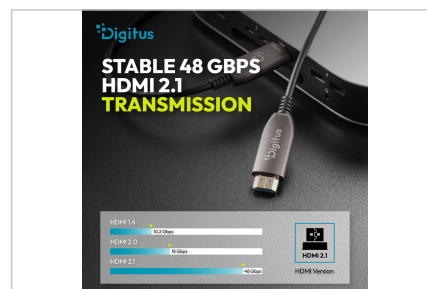 Digitus
STABLE 48 GBPS
HDMI 2.1
TRANSMISSION
Digitus
HDMI 1.4
10.2 Gbps
HDMI 2.0
18 Gbps
HDMI 2.1
48 Gbps
HDMI 2.1
HDMI Version